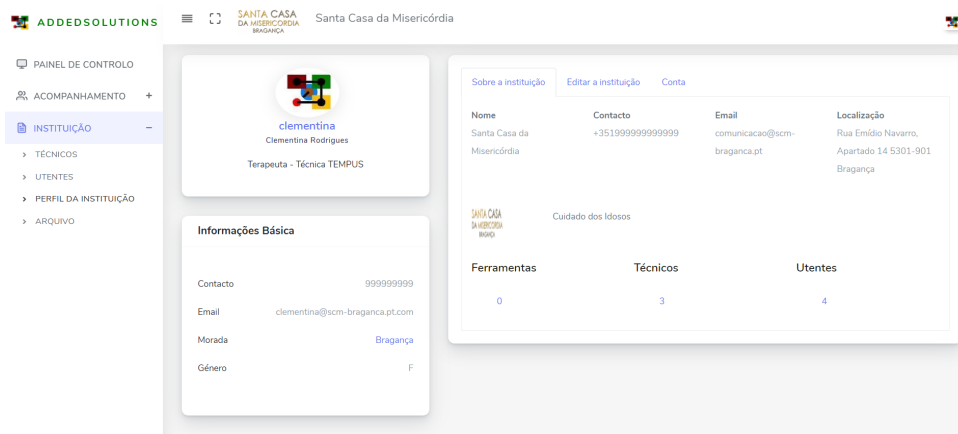 ADDEDSOLUTIONS
SANTA CASA
DA MISERICORDIA
BRAGANÇA
Santa Casa da Misericórdia
PAINEL DE CONTROLO
ACOMPANHAMENTO +
INSTITUIÇÃO −
> TÉCNICOS
> UTENTES
> PERFIL DA INSTITUIÇÃO
> ARQUIVO
clementina
Clementina Rodrigues
Terapeuta - Técnica TEMPUS
Informações Básica
Contacto 999999999
Email clementina@scm-braganca.pt.com
Morada Bragança
Género F
Sobre a instituição Editar a instituição Conta
Nome Contacto Email Localização
Santa Casa da +351999999999999 comunicacao@scm- Rua Emídio Navarro,
Misericórdia braganca.pt Apartado 14 5301-901
Bragança
SANTA CASA
DA MISERICORDIA
BRAGANÇA
Cuidado dos Idosos
Ferramentas Técnicos Utentes
0 3 4